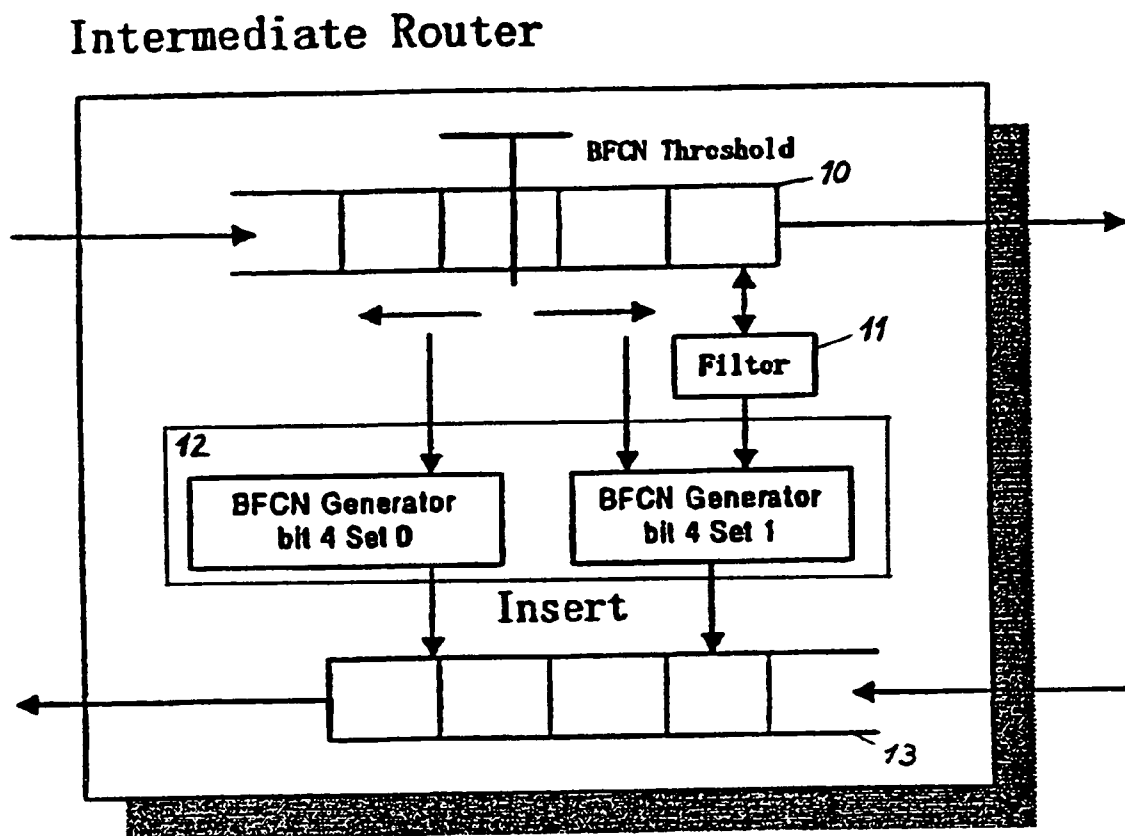 Intermediate Router
BFCN Threshold
10
11
Filter
12
BFCN Generator
bit 4 Set 0
BFCN Generator
bit 4 Set 1
Insert
13